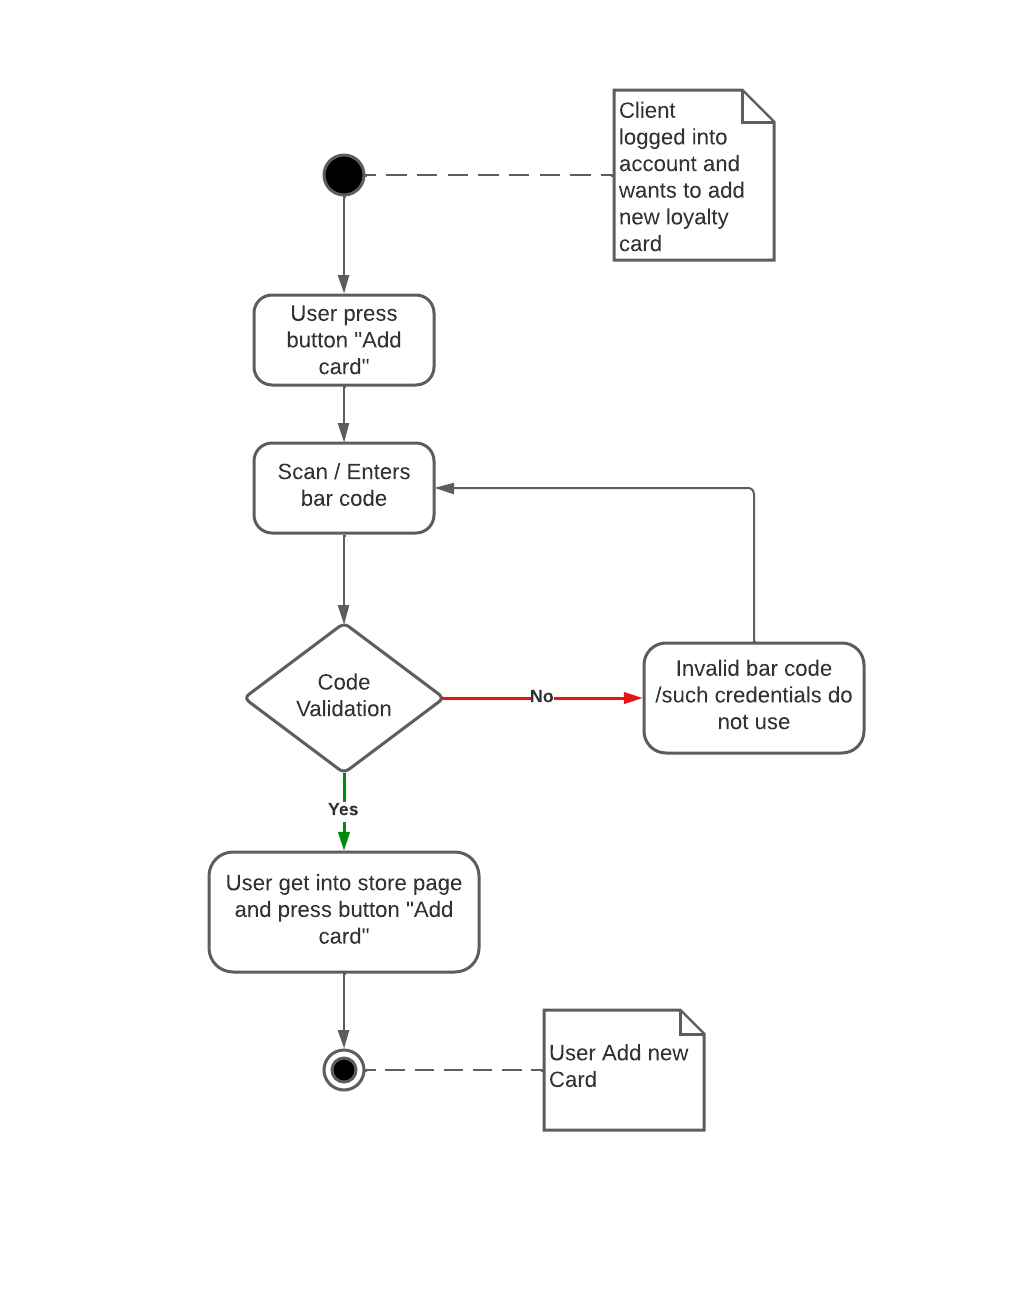 Client
logged into
account and
wants to add
new loyalty
card
User press
button "Add
card"
Scan / Enters
bar code
Code
Validation
No
Invalid bar code
/such credentials do
not use
Yes
User get into store page
and press button "Add
card"
User Add new
Card